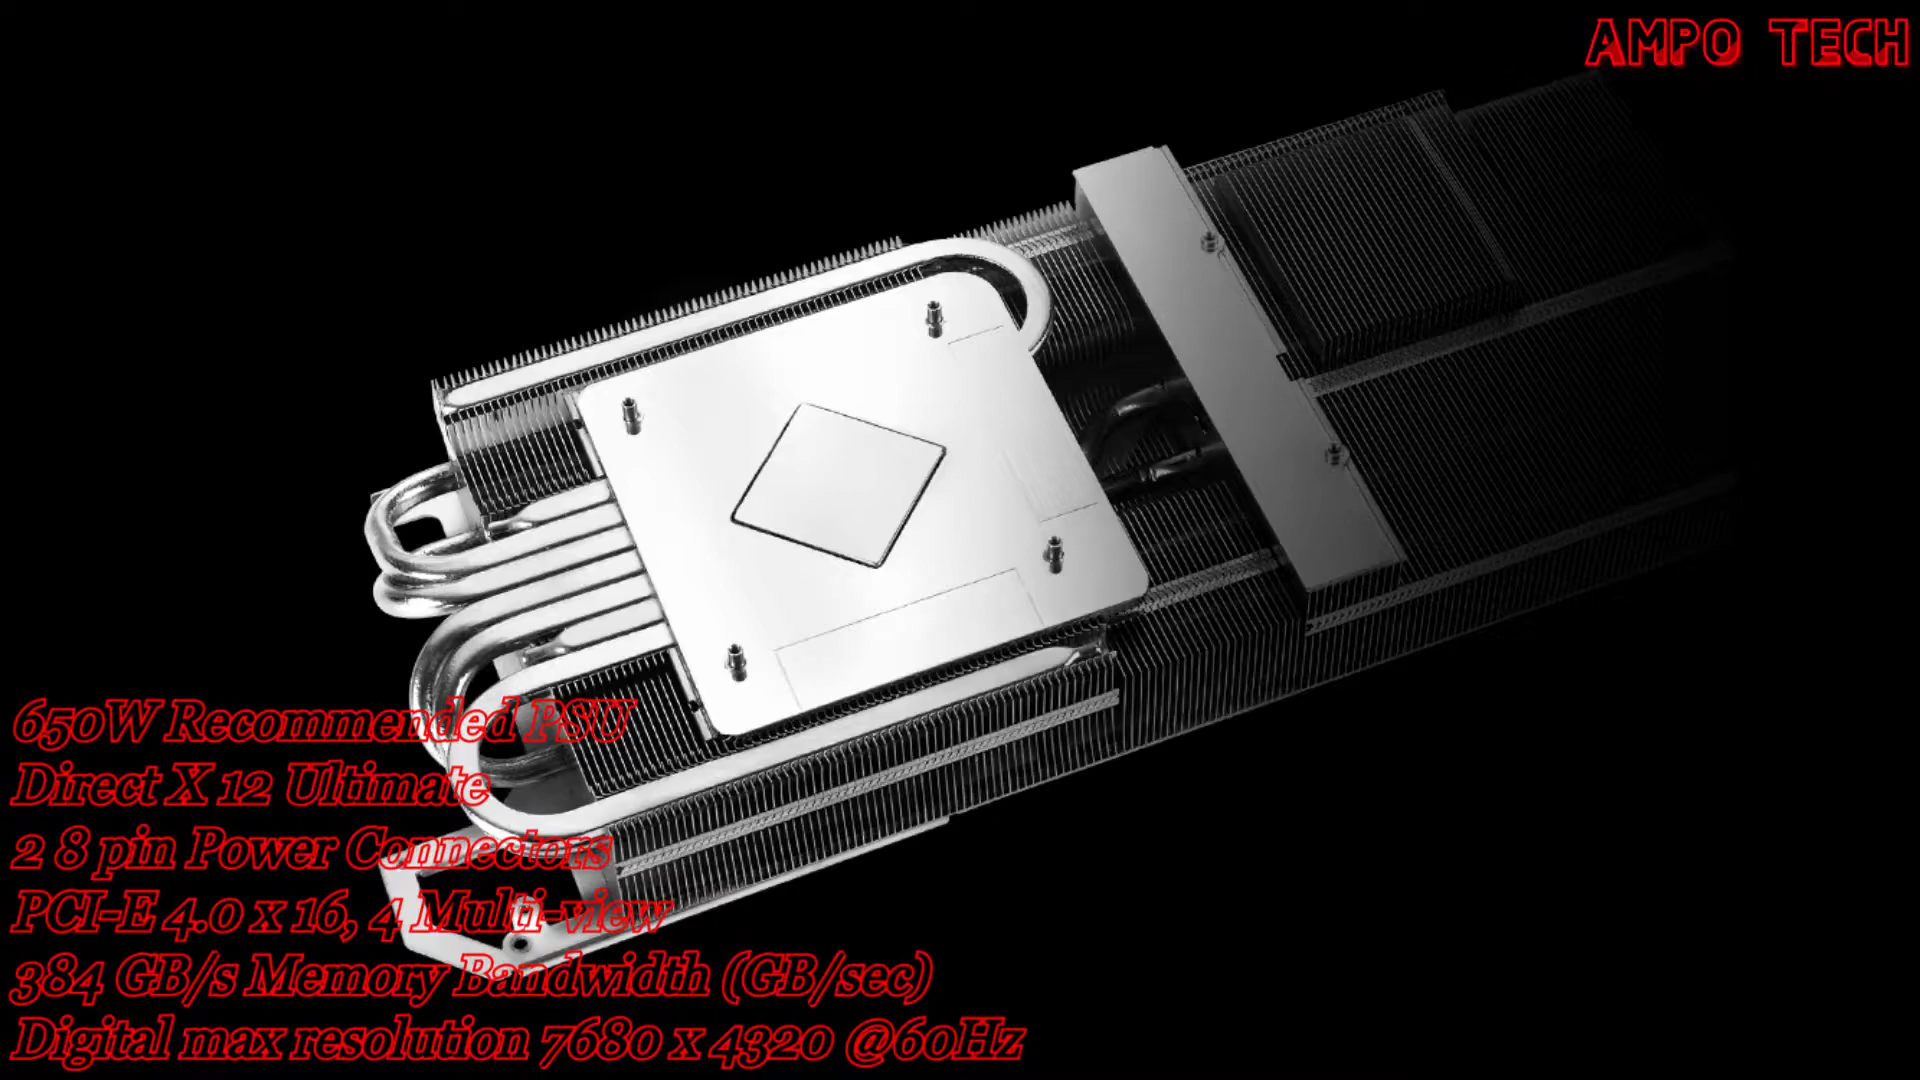 AMPO TECH
650W Recommended PSU
Direct X 12 Ultimate
2 8 pin Power Connectors
PCI-E 4.0 x 16, 4 Multi-view
384 GB/s Memory Bandwidth (GB/sec)
Digital max resolution 7680 x 4320 @60Hz